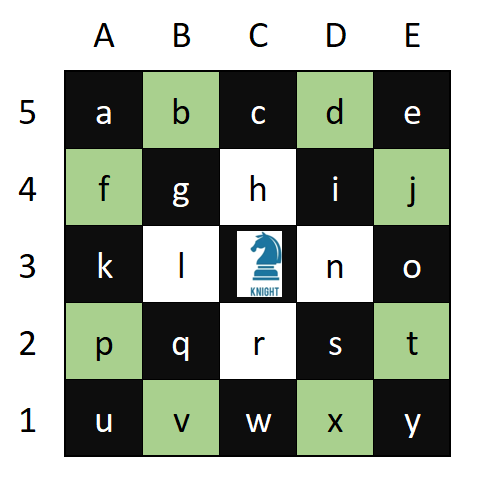 A B C D E
5 a b c d e
4 f g h i j
3 k l KNIGHT n o
2 p q r s t
1 u v w x y